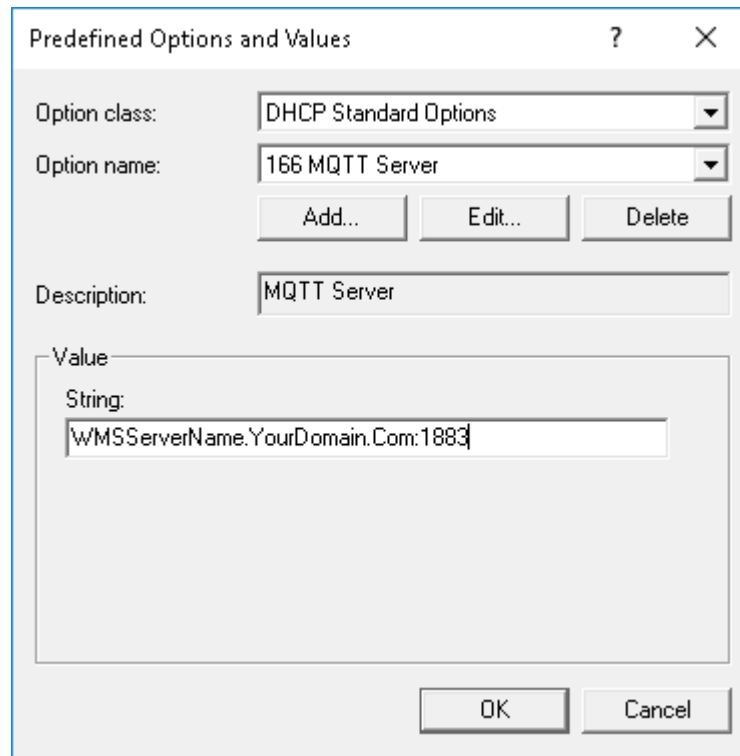 Predefined Options and Values ? ×
Option class: DHCP Standard Options
Option name: 166 MQTT Server
Add... Edit... Delete
Description: MQTT Server
Value
String:
WMSServerName.YourDomain.Com:1883
OK Cancel